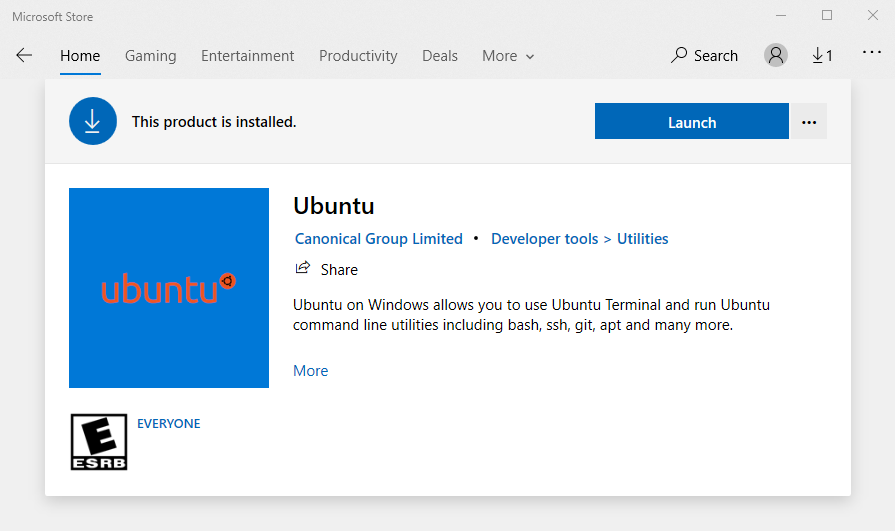 Microsoft Store
Home Gaming Entertainment Productivity Deals More Search 1
This product is installed.
Launch
Ubuntu
Canonical Group Limited • Developer tools > Utilities
Share
ubuntu
Ubuntu on Windows allows you to use Ubuntu Terminal and run Ubuntu
command line utilities including bash, ssh, git, apt and many more.
More
E
EVERYONE
ESRB